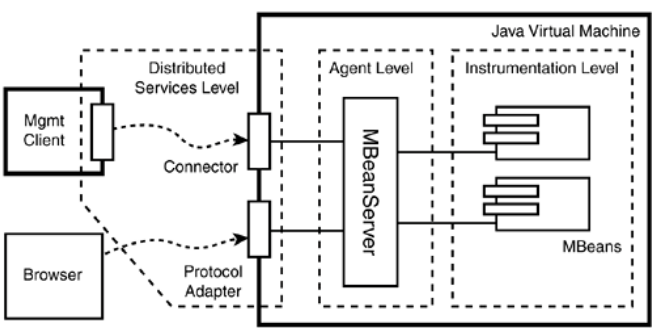 Java Virtual Machine
Distributed
Services Level
Agent Level
Instrumentation Level
Mgmt
Client
Connector
MBeanServer
Protocol
Adapter
Browser
MBeans